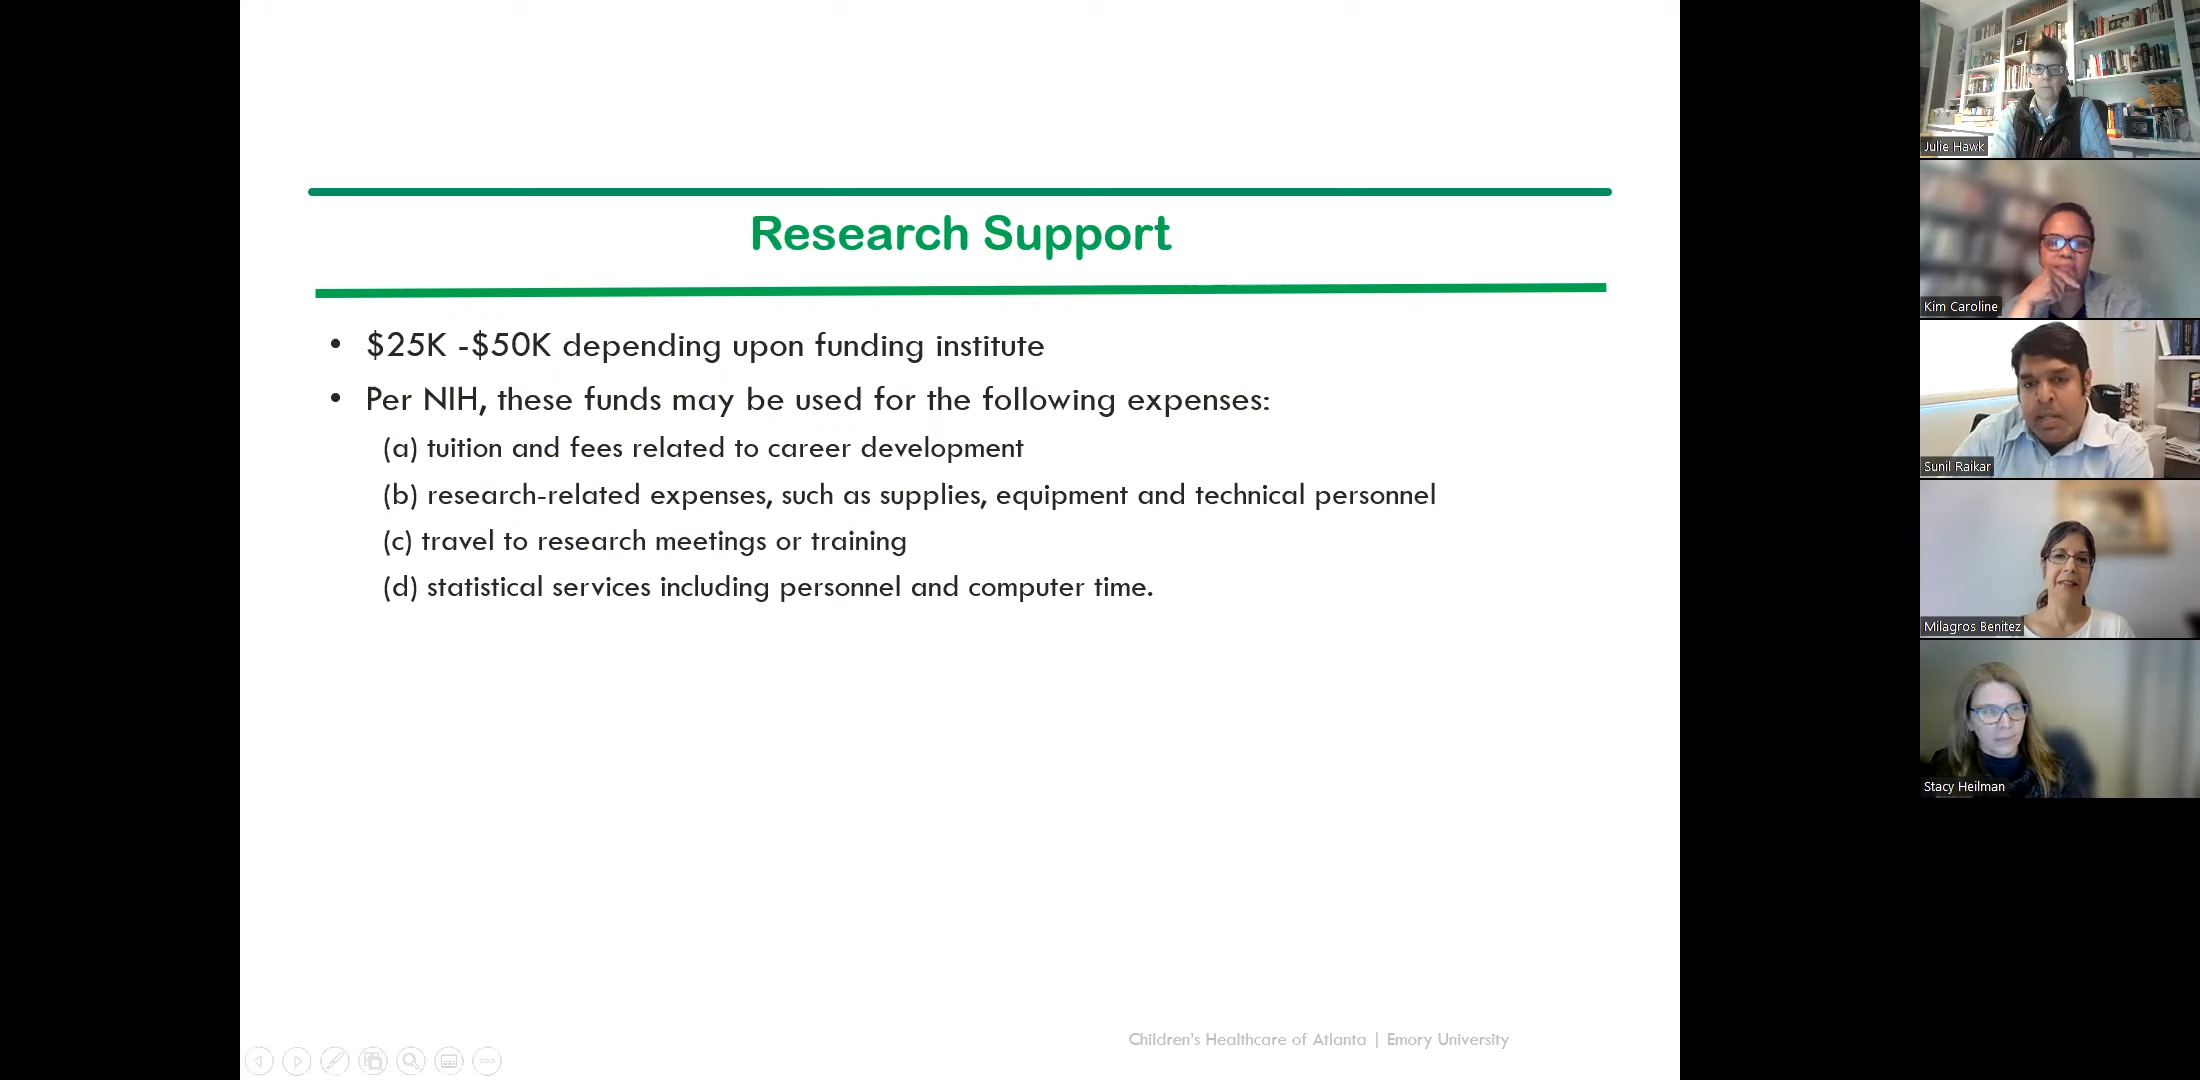 Research Support
• $25K -$50K depending upon funding institute
• Per NIH, these funds may be used for the following expenses:
(a) tuition and fees related to career development
(b) research-related expenses, such as supplies, equipment and technical personnel
(c) travel to research meetings or training
(d) statistical services including personnel and computer time.
Children's Healthcare of Atlanta | Emory University
Julie Hawk
Kim Caroline
Sunil Raikar
Milagros Benitez
Stacy Heilman